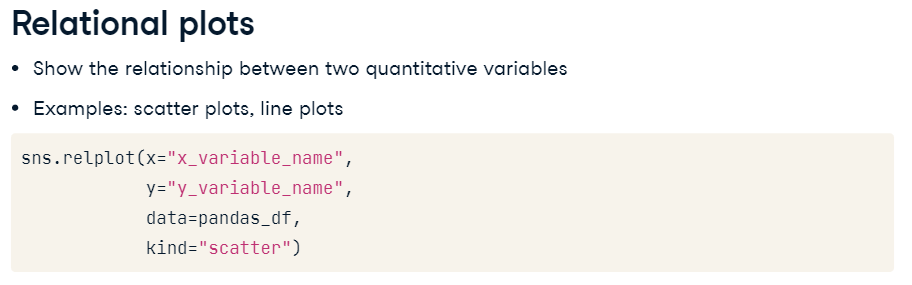 Relational plots
• Show the relationship between two quantitative variables
• Examples: scatter plots, line plots
sns.relplot(x="x_variable_name",
            y="y_variable_name",
            data=pandas_df,
            kind="scatter")